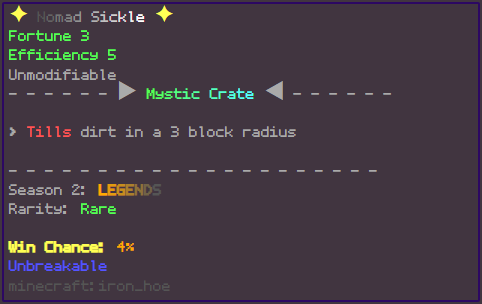 ✦ Nomad Sickle ✦
Fortune 3
Efficiency 5
Unmodifiable
- - - - - - ▶ Mystic Crate ◀ - - - - - -
> Tills dirt in a 3 block radius
- - - - - - - - - - - - - - - - - - - - - -
Season 2: LEGENDS
Rarity: Rare
Win Chance: 4%
Unbreakable
minecraft:iron_hoe